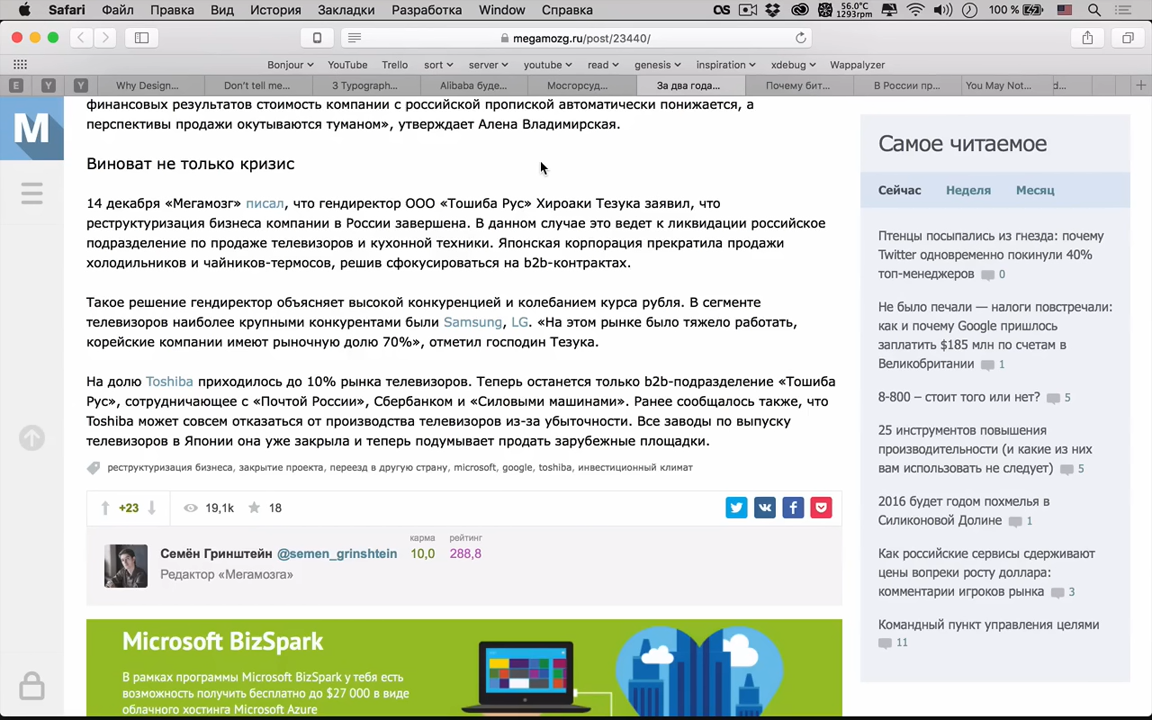 Safari Файл Правка Вид История Закладки Разработка Window Справка 56.0°C 1293rpm 100 %
megamozg.ru/post/23440/
Bonjour YouTube Trello sort server youtube read genesis inspiration xdebug Wappalyzer
E Y Y Why Design... Don't tell me... 3 Typograph... Alibaba буде... Мосгорсуд... За два года... Почему бит... В России пр... You May Not... d...
финансовых результатов стоимость компании с российской пропиской автоматически понижается, а
перспективы продажи окутываются туманом», утверждает Алена Владимирская.
Виноват не только кризис
14 декабря «Мегамозг» писал, что гендиректор ООО «Тошиба Рус» Хироаки Тезука заявил, что
реструктуризация бизнеса компании в России завершена. В данном случае это ведет к ликвидации российское
подразделение по продаже телевизоров и кухонной техники. Японская корпорация прекратила продажи
холодильников и чайников-термосов, решив сфокусироваться на b2b-контрактах.
Такое решение гендиректор объясняет высокой конкуренцией и колебанием курса рубля. В сегменте
телевизоров наиболее крупными конкурентами были Samsung, LG. «На этом рынке было тяжело работать,
корейские компании имеют рыночную долю 70%», отметил господин Тезука.
На долю Toshiba приходилось до 10% рынка телевизоров. Теперь останется только b2b-подразделение «Тошиба
Рус», сотрудничающее с «Почтой России», Сбербанком и «Силовыми машинами». Ранее сообщалось также, что
Toshiba может совсем отказаться от производства телевизоров из-за убыточности. Все заводы по выпуску
телевизоров в Японии она уже закрыла и теперь подумывает продать зарубежные площадки.
реструктуризация бизнеса, закрытие проекта, переезд в другую страну, microsoft, google, toshiba, инвестиционный климат
+23 19,1k 18
карма рейтинг
Семён Гринштейн @semen_grinshtein 10,0 288,8
Редактор «Мегамозга»
Microsoft BizSpark
В рамках программы Microsoft BizSpark у тебя есть
возможность получить бесплатно до $27 000 в виде
облачного хостинга Microsoft Azure
M
Самое читаемое
Сейчас Неделя Месяц
Птенцы посыпались из гнезда: почему
Twitter одновременно покинули 40%
топ-менеджеров 0
Не было печали — налоги повстречали:
как и почему Google пришлось
заплатить $185 млн по счетам в
Великобритании 1
8-800 – стоит того или нет? 5
25 инструментов повышения
производительности (и какие из них
вам использовать не следует) 5
2016 будет годом похмелья в
Силиконовой Долине 1
Как российские сервисы сдерживают
цены вопреки росту доллара:
комментарии игроков рынка 3
Командный пункт управления целями
11